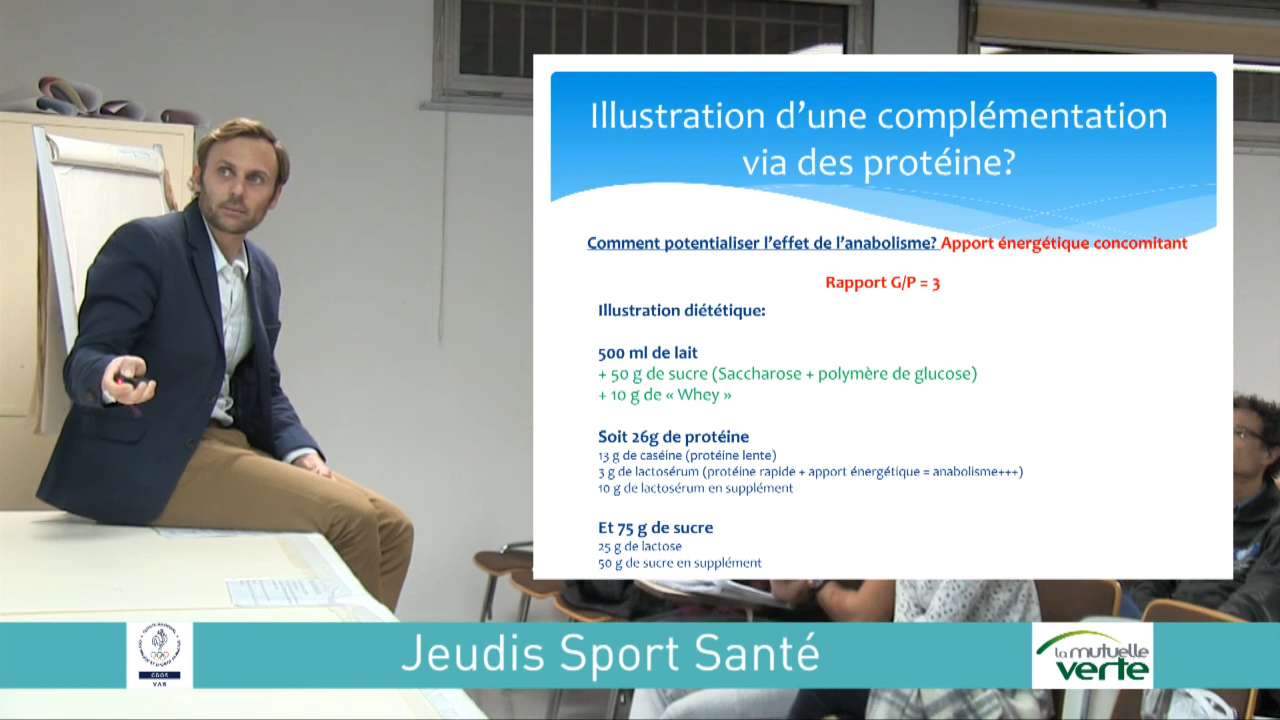 Illustration d'une complémentation
via des protéine?
Comment potentialiser l'effet de l'anabolisme? Apport énergétique concomitant
Rapport G/P = 3
Illustration diététique:
500 ml de lait
+ 50 g de sucre (Saccharose + polymère de glucose)
+ 10 g de « Whey »
Soit 26g de protéine
13 g de caséine (protéine lente)
3 g de lactosérum (protéine rapide + apport énergétique = anabolisme+++)
10 g de lactosérum en supplément
Et 75 g de sucre
25 g de lactose
50 g de sucre en supplément
CDOS
VAR
Jeudis Sport Santé
la mutuelle
verte